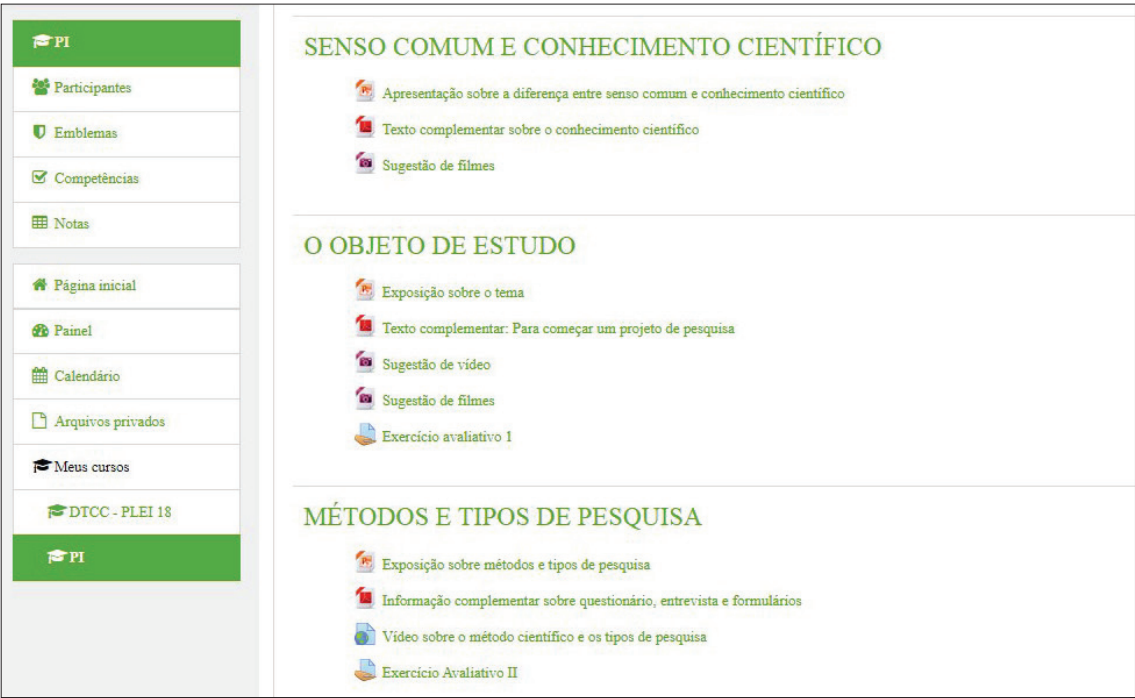 PI
Participantes
Emblemas
Competências
Notas
Página inicial
Painel
Calendário
Arquivos privados
Meus cursos
DTCC - PLEI 18
PI
SENSO COMUM E CONHECIMENTO CIENTÍFICO
Apresentação sobre a diferença entre senso comum e conhecimento científico
Texto complementar sobre o conhecimento científico
Sugestão de filmes
O OBJETO DE ESTUDO
Exposição sobre o tema
Texto complementar: Para começar um projeto de pesquisa
Sugestão de vídeo
Sugestão de filmes
Exercício avaliativo 1
MÉTODOS E TIPOS DE PESQUISA
Exposição sobre métodos e tipos de pesquisa
Informação complementar sobre questionário, entrevista e formulários
Vídeo sobre o método científico e os tipos de pesquisa
Exercício Avaliativo II